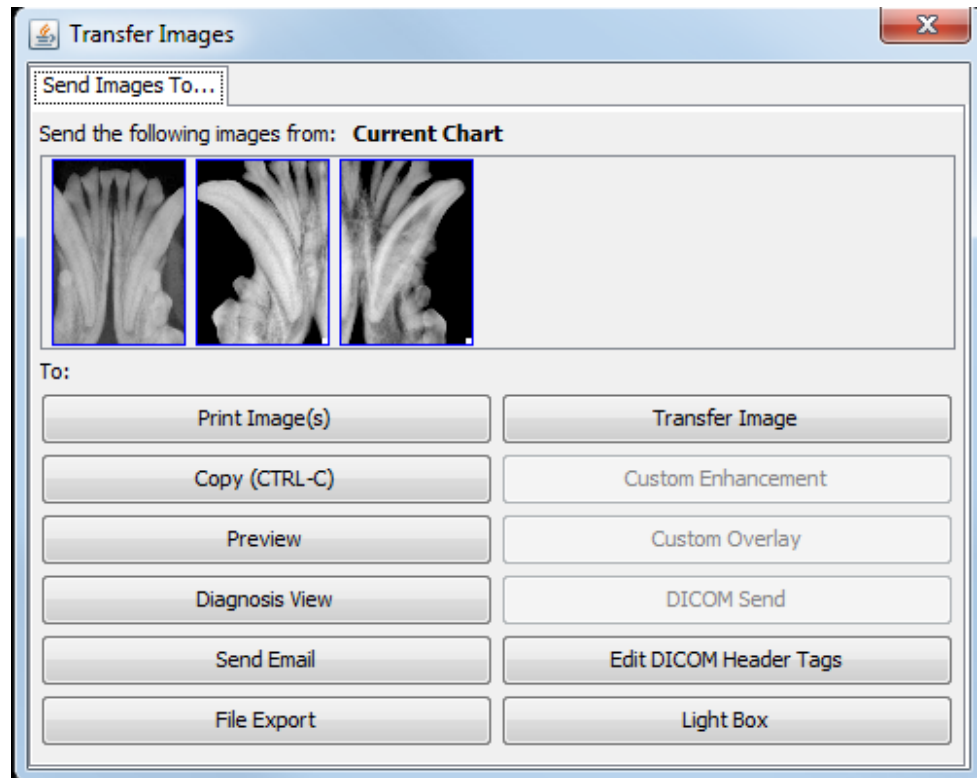 Transfer Images
Send Images To...
Send the following images from: Current Chart
To:
Print Image(s) Transfer Image
Copy (CTRL-C) Custom Enhancement
Preview Custom Overlay
Diagnosis View DICOM Send
Send Email Edit DICOM Header Tags
File Export Light Box